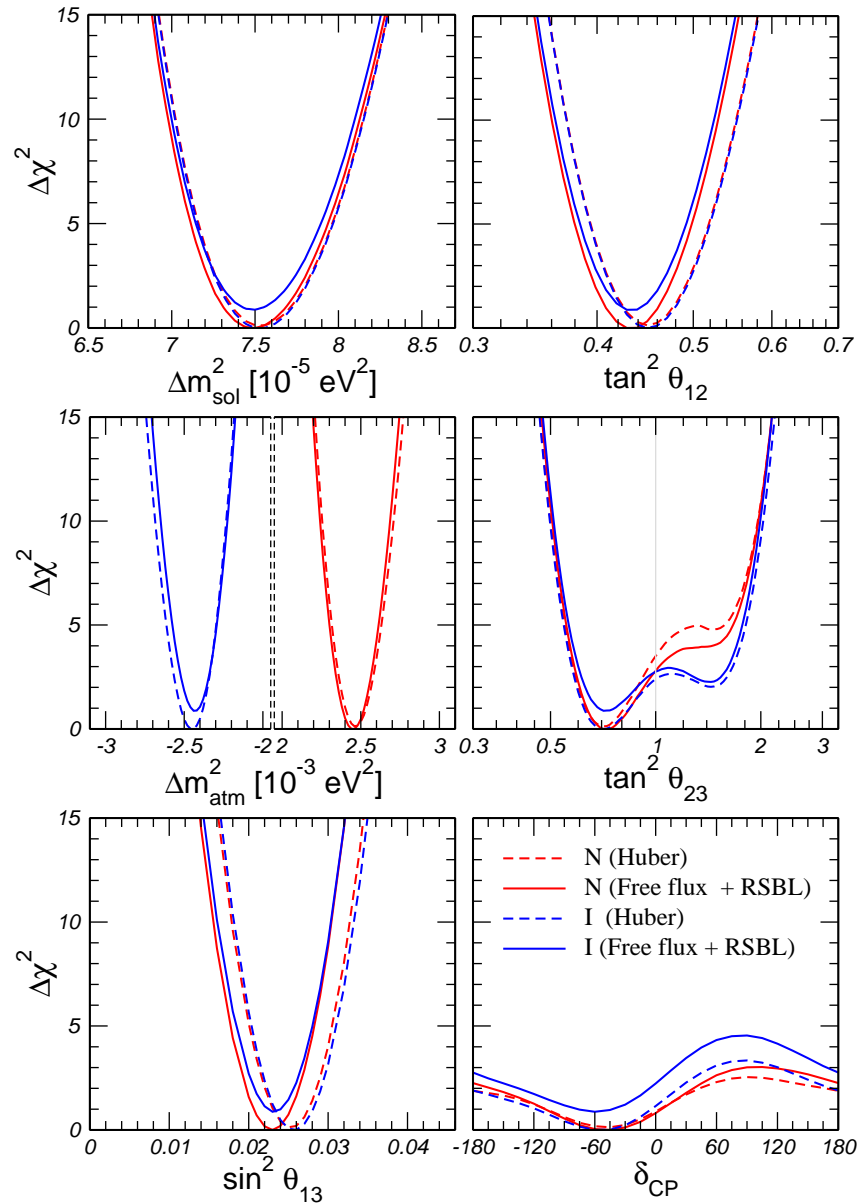 15
10
5
0
Δχ²
6.5 7 7.5 8 8.5
Δm²sol [10⁻⁵ eV²]
0.3 0.4 0.5 0.6 0.7
tan² θ12
15
10
5
0
Δχ²
-3 -2.5 -2 2 2.5 3
Δm²atm [10⁻³ eV²]
0.3 0.5 1 2 3
tan² θ23
15
10
5
0
Δχ²
0 0.01 0.02 0.03 0.04
sin² θ13
N (Huber)
N (Free flux + RSBL)
I (Huber)
I (Free flux + RSBL)
-180 -120 -60 0 60 120 180
δCP